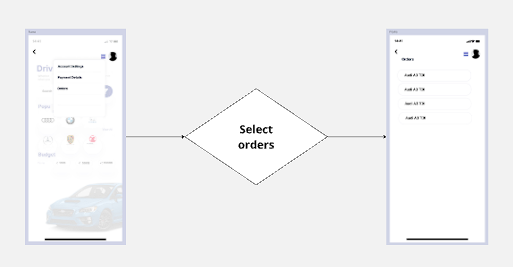 Account Settings
Payment Details
Orders
Driv
Popu
Budget
Select
orders
Orders
Audi A3 TDI
Audi A3 TDI
Audi A3 TDI
Audi A3 TDI